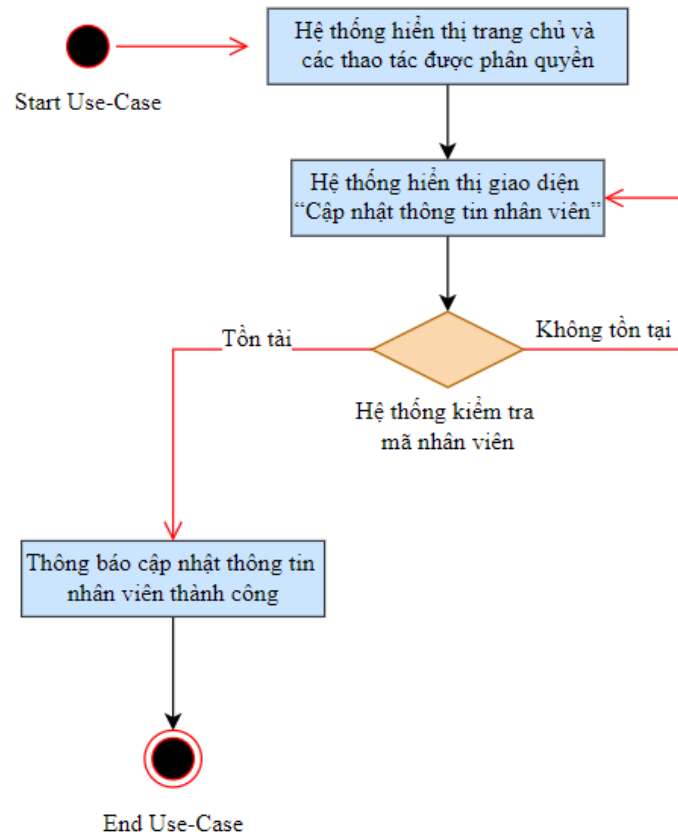 Hệ thống hiển thị trang chủ và
các thao tác được phân quyền
Start Use-Case
Hệ thống hiển thị giao diện
“Cập nhật thông tin nhân viên”
Tồn tài
Không tồn tại
Hệ thống kiểm tra
mã nhân viên
Thông báo cập nhật thông tin
nhân viên thành công
End Use-Case